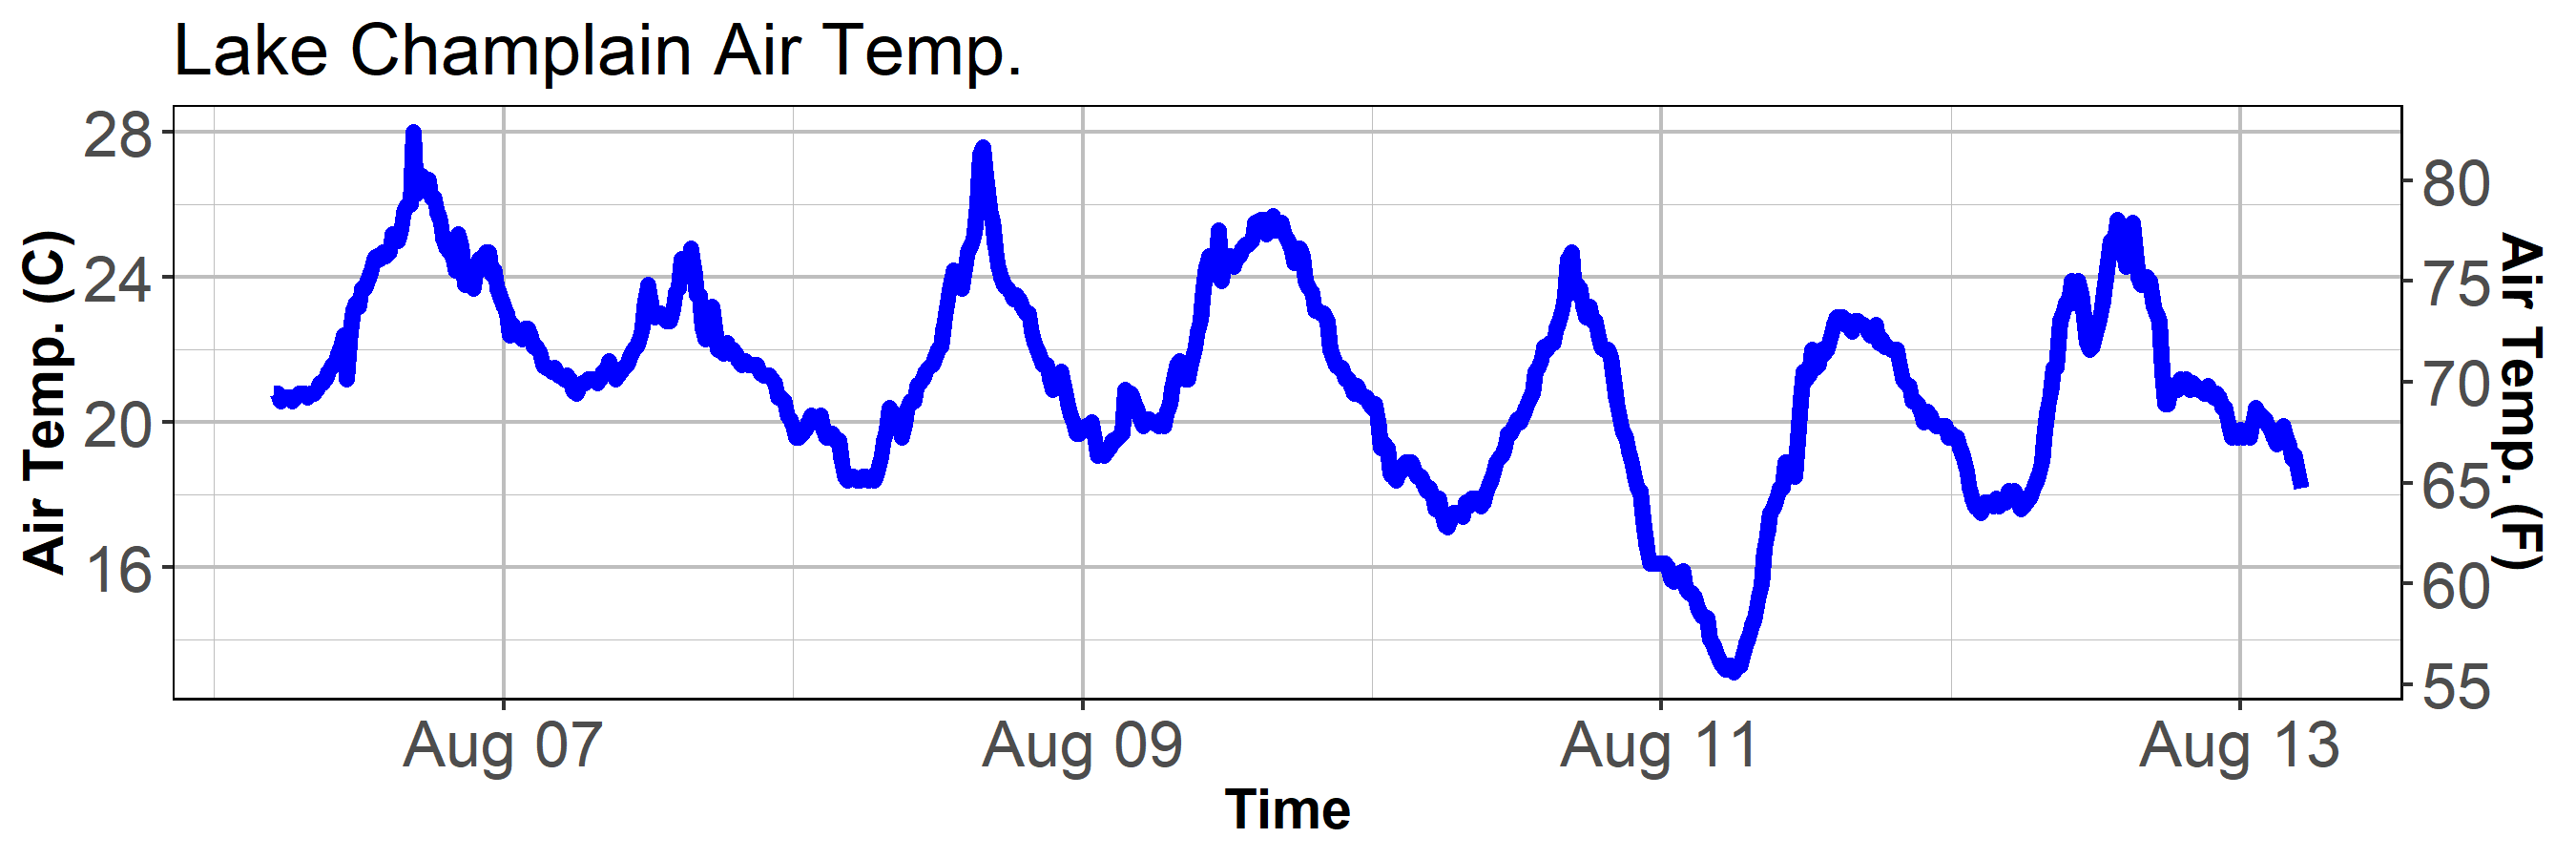 Lake Champlain Air Temp.
28
24
20
16
Air Temp. (C)
80
75
70
65
60
55
Air Temp. (F)
Aug 07 Aug 09 Aug 11 Aug 13
Time